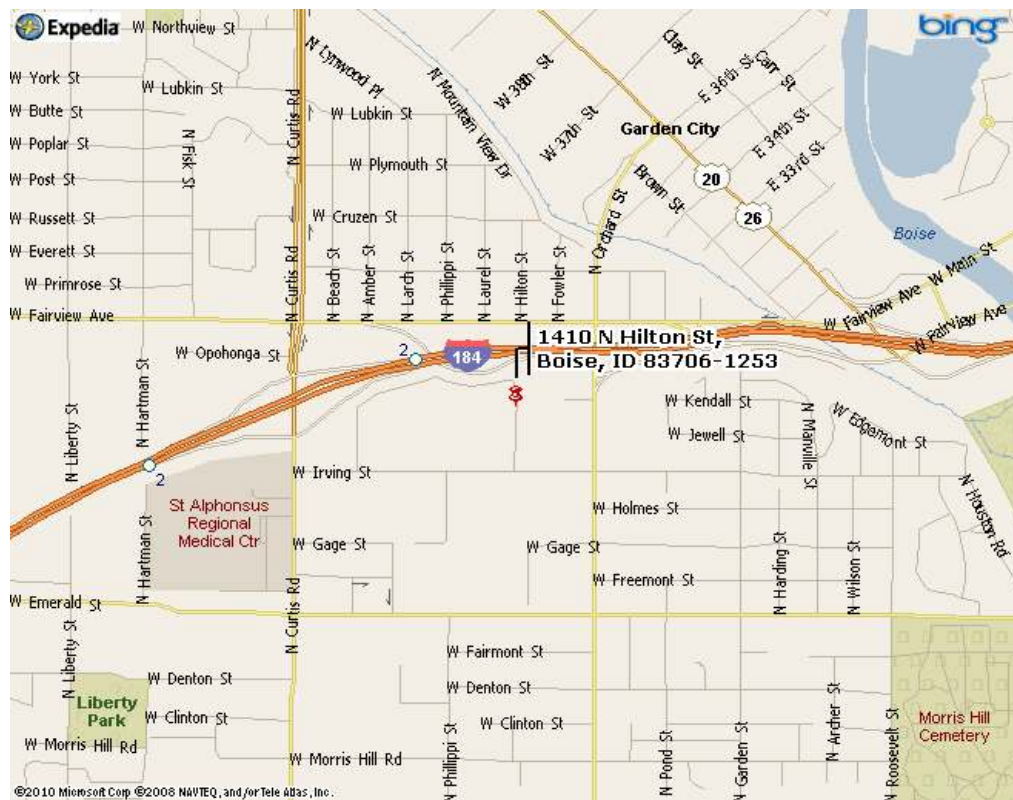 Expedia
bing
W Northview St
W York St
W Lubkin St
W Butte St
W Poplar St
W Post St
W Russett St
W Everett St
W Primrose St
W Fairview Ave
N Fisk St
N Curtis Rd
N Lynwood Pl
N Mountain View Dr
W Lubkin St
W Plymouth St
W Cruzen St
W 38th St
W 37th St
Clay St
Carr St
E 36th St
E 34th St
E 33rd St
Garden City
Brown St
20
26
N Orchard St
Boise
W Main St
W Fairview Ave
W Fairview Ave
N Curtis Rd
N Beach St
N Amber St
N Larch St
N Phillippi St
N Laurel St
N Hilton St
N Fowler St
W Opohonga St
2
184
1410 N Hilton St,
Boise, ID 83706-1253
N Liberty St
N Hartman St
2
W Kendall St
W Jewell St
N Manville St
W Edgemont St
N Houston Rd
W Irving St
St Alphonsus
Regional
Medical Ctr
W Holmes St
W Gage St
W Gage St
W Freemont St
N Harding St
N Wilson St
N Hartman St
N Curtis Rd
W Emerald St
N Liberty St
W Fairmont St
W Denton St
W Denton St
Liberty
Park
W Clinton St
W Clinton St
W Morris Hill Rd
W Morris Hill Rd
N Phillippi St
N Pond St
N Garden St
N Archer St
N Roosevelt St
Morris Hill
Cemetery
©2010 Microsoft Corp ©2008 NAVTEQ, and/or Tele Atlas, Inc.